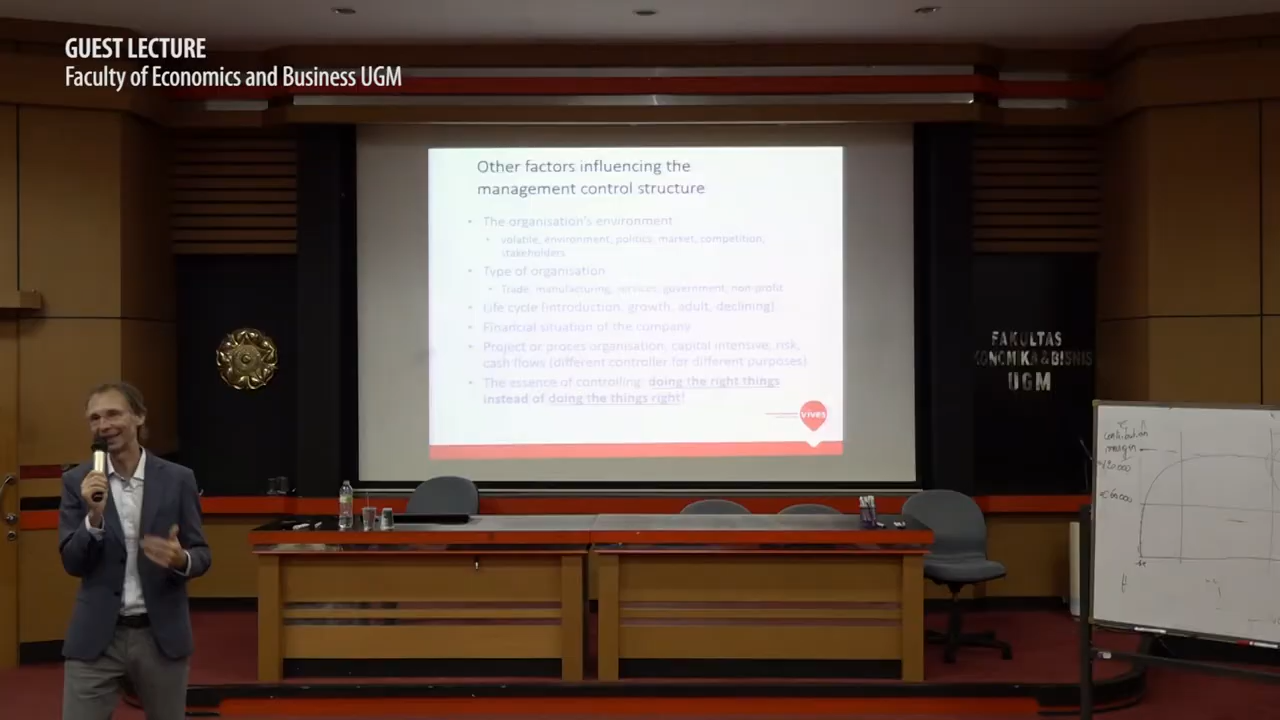 GUEST LECTURE
Faculty of Economics and Business UGM
Other factors influencing the
management control structure
• The organisation's environment
• volatile, environment, politics, market, competition,
stakeholders
• Type of organisation
• Trade, manufacturing, services, government, non profit
• Life cycle (introduction, growth, adult, declining)
• Financial situation of the company
• Project or proces organisation: capital intensive, risk,
cash flows (different controller for different purposes)
• The essence of controlling: doing the right things
instead of doing the things right!
vives
FAKULTAS
KONOMIKA & BISNIS
UGM
contribution
margin